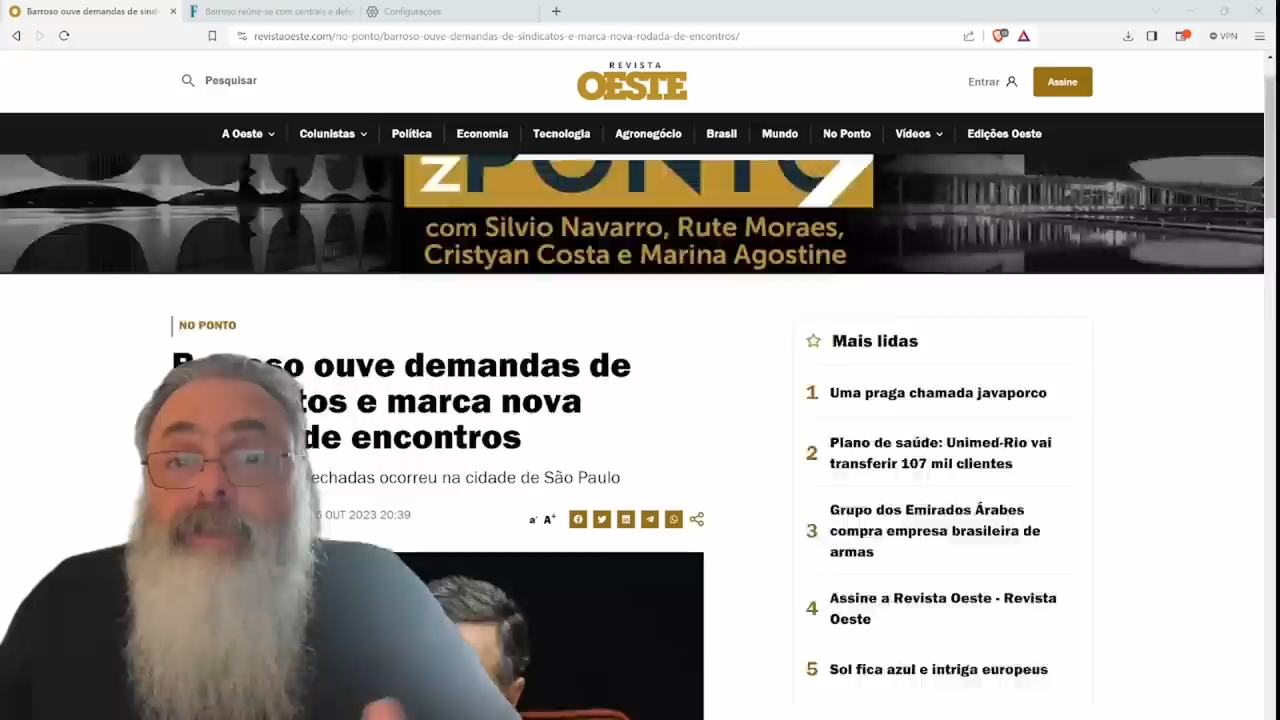 Barroso ouve demandas de sind
Barroso reúne-se com centrais e defe
Configurações
revistaoeste.com/no-ponto/barroso-ouve-demandas-de-sindicatos-e-marca-nova-rodada-de-encontros/
VPN
Pesquisar
REVISTA
OESTE
Entrar
Assine
A Oeste
Colunistas
Política
Economia
Tecnologia
Agronegócio
Brasil
Mundo
No Ponto
Vídeos
Edições Oeste
com Silvio Navarro, Rute Moraes,
Cristyan Costa e Marina Agostine
NO PONTO
ouve demandas de
e marca nova
de encontros
ocorreu na cidade de São Paulo
OUT 2023 20:39
a- A+
Mais lidas
1 Uma praga chamada javaporco
2 Plano de saúde: Unimed-Rio vai
transferir 107 mil clientes
3 Grupo dos Emirados Árabes
compra empresa brasileira de
armas
4 Assine a Revista Oeste - Revista
Oeste
5 Sol fica azul e intriga europeus